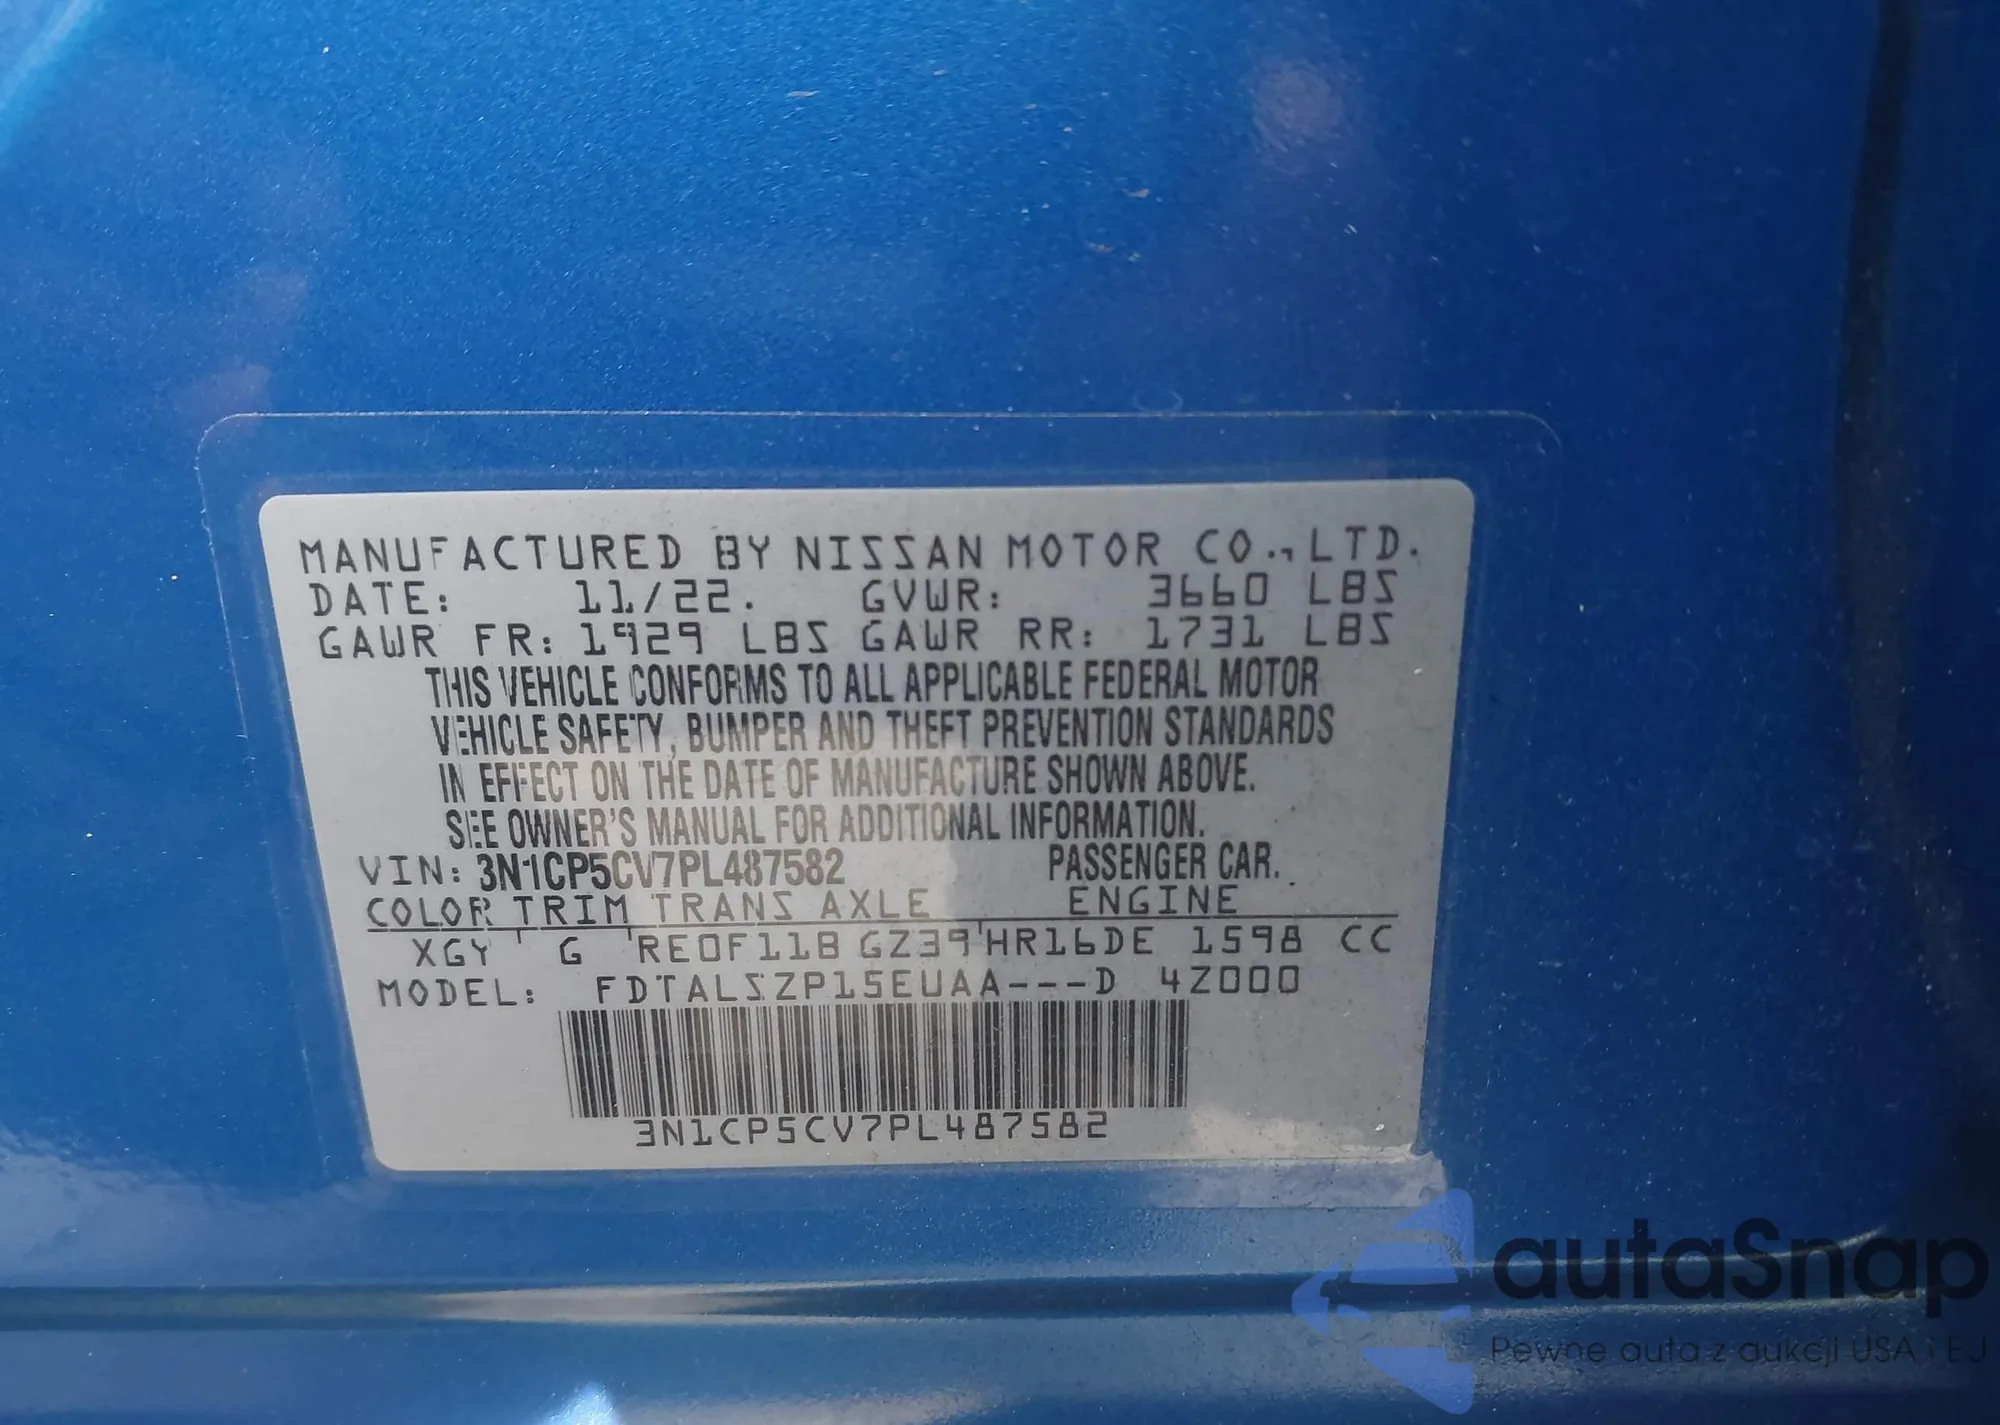 MANUFACTURED BY NISSAN MOTOR CO., LTD.
DATE: 11/22. GVWR: 3660 LBS
GAWR FR: 1929 LBS GAWR RR: 1731 LBS
THIS VEHICLE CONFORMS TO ALL APPLICABLE FEDERAL MOTOR
VEHICLE SAFETY, BUMPER AND THEFT PREVENTION STANDARDS
IN EFFECT ON THE DATE OF MANUFACTURE SHOWN ABOVE.
SEE OWNER'S MANUAL FOR ADDITIONAL INFORMATION.
VIN: 3N1CP5CV7PL487582 PASSENGER CAR.
COLOR TRIM TRANS AXLE ENGINE
XGY G RE0F11B GZ39 HR16DE 1598 CC
MODEL: FDTALSZP15EUAA---D 4Z000
3N1CP5CV7PL487582
autaSnap
Pewne auta z aukcji USA i EU